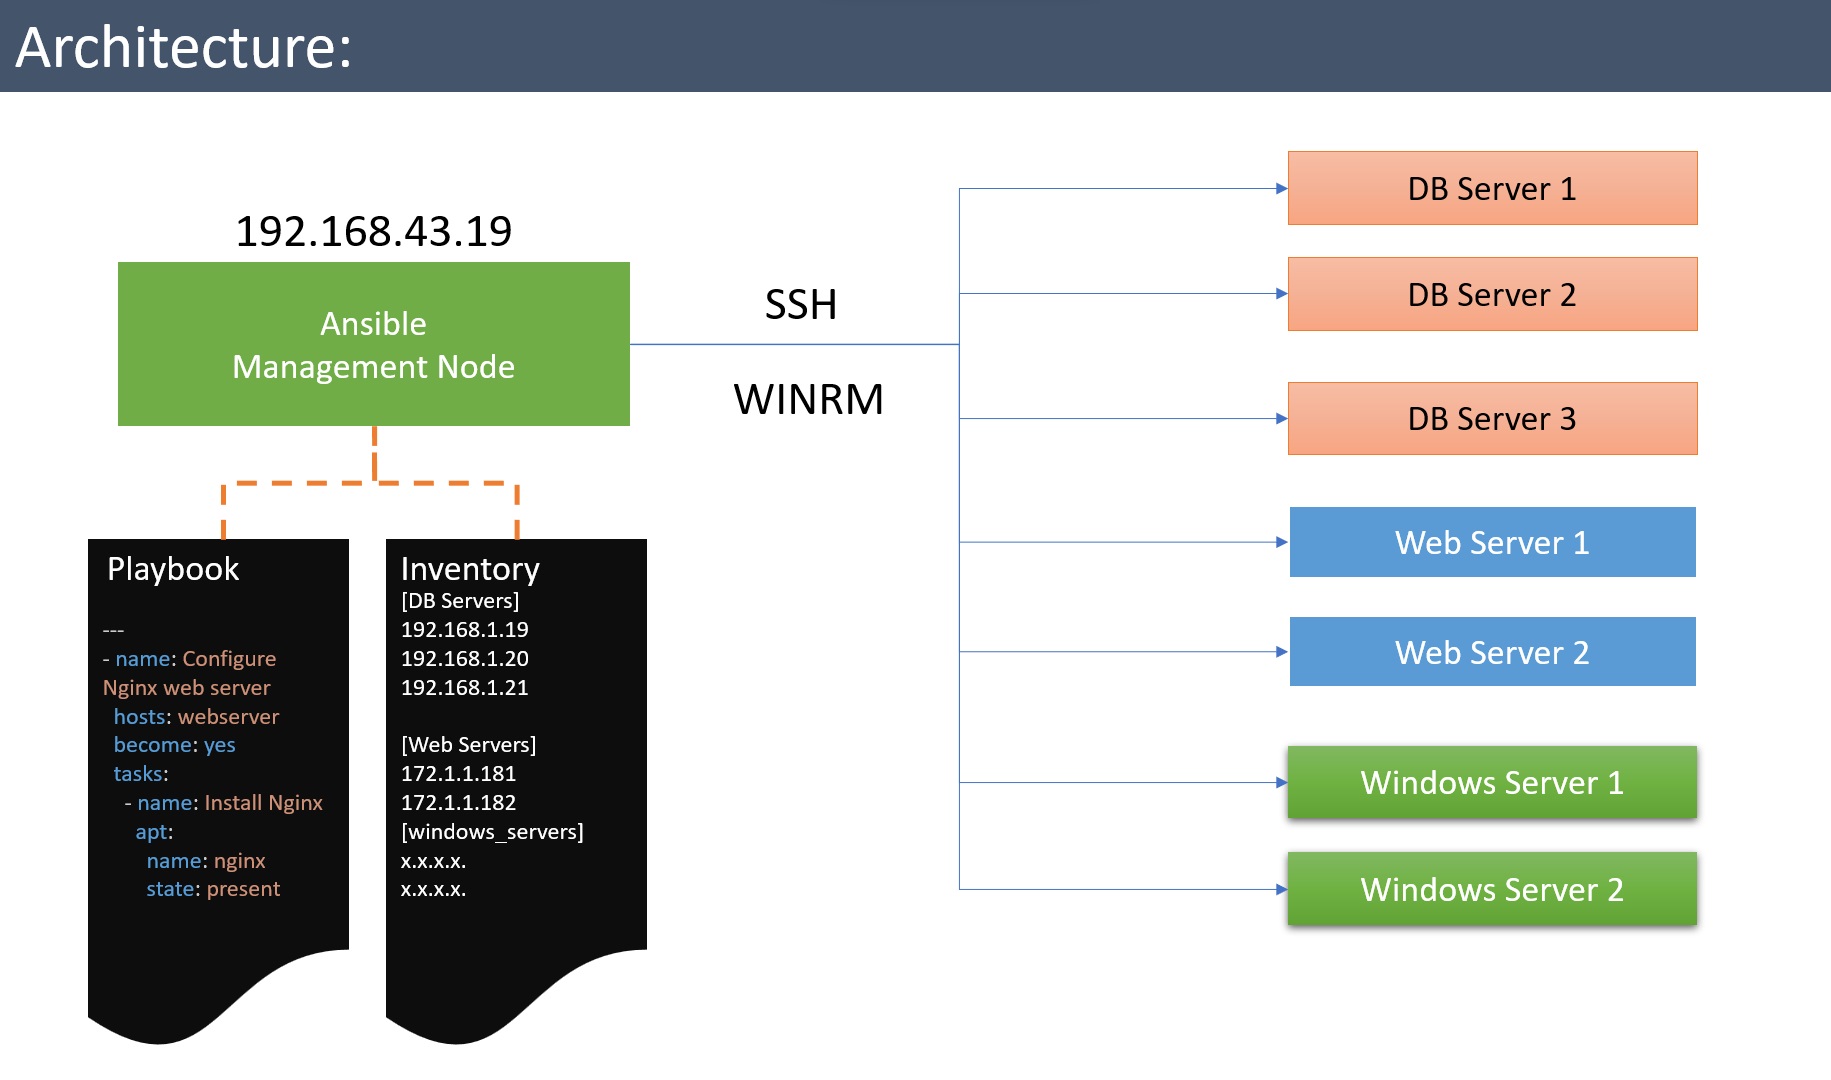 Architecture:
192.168.43.19
Ansible
Management Node
SSH
WINRM
DB Server 1
DB Server 2
DB Server 3
Web Server 1
Web Server 2
Windows Server 1
Windows Server 2
Playbook
---
- name: Configure
Nginx web server
hosts: webserver
become: yes
tasks:
- name: Install Nginx
apt:
name: nginx
state: present
Inventory
[DB Servers]
192.168.1.19
192.168.1.20
192.168.1.21
[Web Servers]
172.1.1.181
172.1.1.182
[windows_servers]
x.x.x.x.
x.x.x.x.